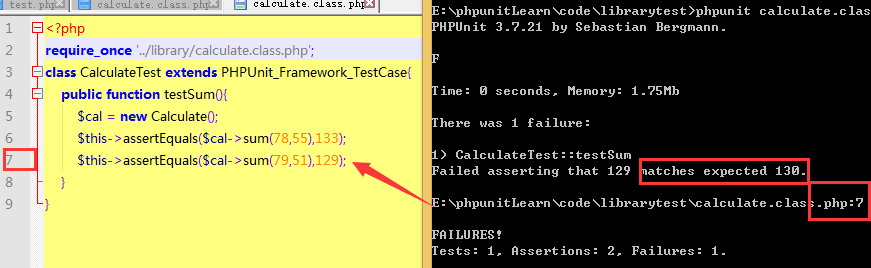 test.php
calculate.class.php
calculate.class.php
1 <?php
2 require_once '../library/calculate.class.php';
3 class CalculateTest extends PHPUnit_Framework_TestCase{
4 public function testSum(){
5 $cal = new Calculate();
6 $this->assertEquals($cal->sum(78,55),133);
7 $this->assertEquals($cal->sum(79,51),129);
8 }
9 }
E:\phpunitLearn\code\librarytest>phpunit calculate.clas
PHPUnit 3.7.21 by Sebastian Bergmann.
F
Time: 0 seconds, Memory: 1.75Mb
There was 1 failure:
1) CalculateTest::testSum
Failed asserting that 129 matches expected 130.
E:\phpunitLearn\code\librarytest\calculate.class.php:7
FAILURES!
Tests: 1, Assertions: 2, Failures: 1.